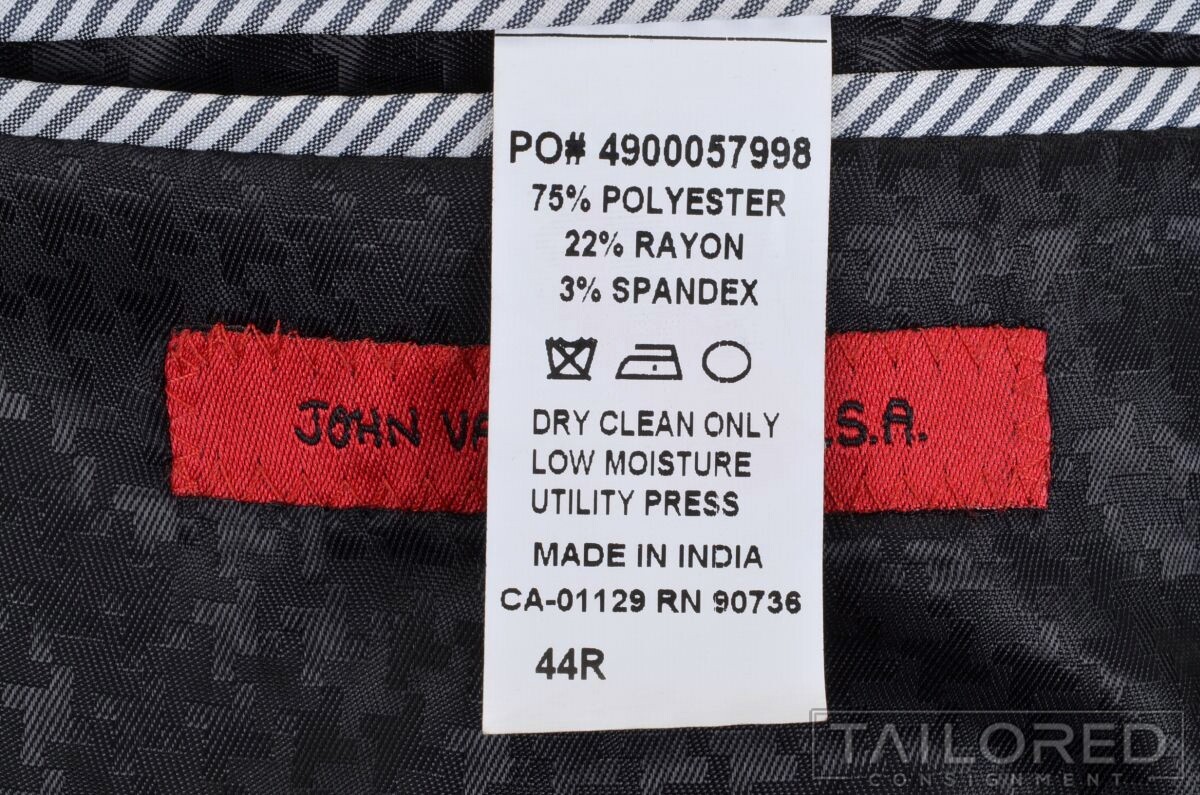 PO# 4900057998
75% POLYESTER
22% RAYON
3% SPANDEX
JOHN VA
.S.A.
DRY CLEAN ONLY
LOW MOISTURE
UTILITY PRESS
MADE IN INDIA
CA-01129 RN 90736
44R
TAILORED
CONSIGNMENT